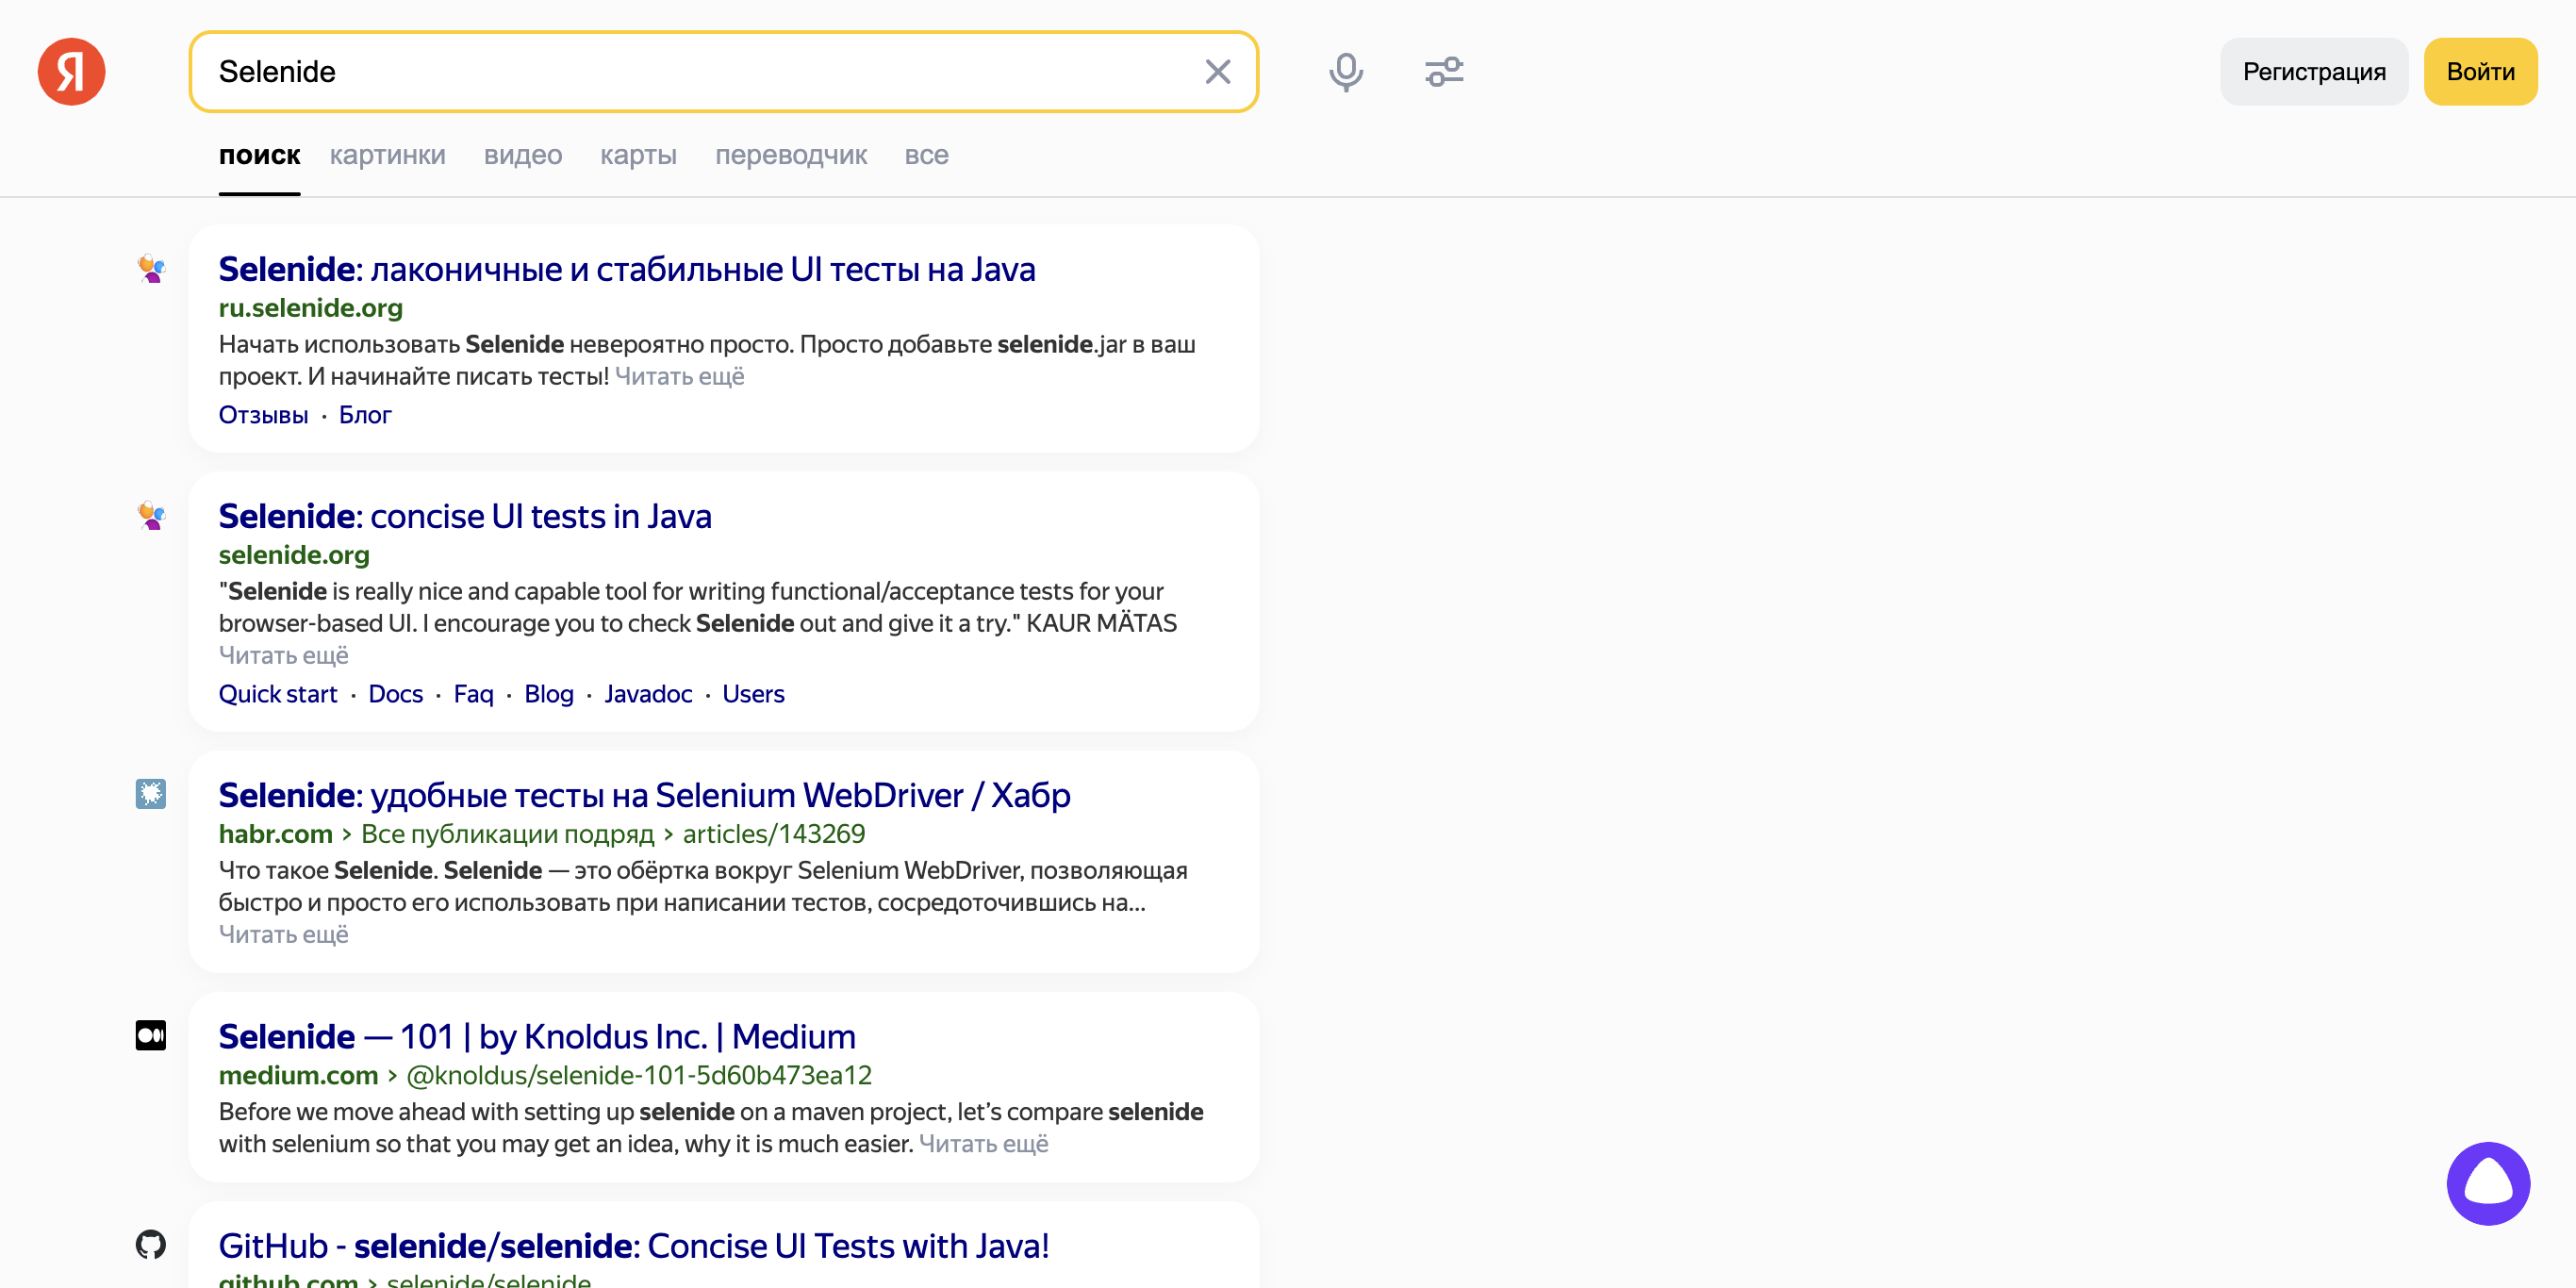 Я
Selenide
Регистрация
Войти
поиск картинки видео карты переводчик все
Selenide: лаконичные и стабильные UI тесты на Java
ru.selenide.org
Начать использовать Selenide невероятно просто. Просто добавьте selenide.jar в ваш
проект. И начинайте писать тесты! Читать ещё
Отзывы · Блог
Selenide: concise UI tests in Java
selenide.org
"Selenide is really nice and capable tool for writing functional/acceptance tests for your
browser-based UI. I encourage you to check Selenide out and give it a try." KAUR MÄTAS
Читать ещё
Quick start · Docs · Faq · Blog · Javadoc · Users
Selenide: удобные тесты на Selenium WebDriver / Хабр
habr.com › Все публикации подряд › articles/143269
Что такое Selenide. Selenide — это обёртка вокруг Selenium WebDriver, позволяющая
быстро и просто его использовать при написании тестов, сосредоточившись на...
Читать ещё
Selenide — 101 | by Knoldus Inc. | Medium
medium.com › @knoldus/selenide-101-5d60b473ea12
Before we move ahead with setting up selenide on a maven project, let’s compare selenide
with selenium so that you may get an idea, why it is much easier. Читать ещё
GitHub - selenide/selenide: Concise UI Tests with Java!
github.com › selenide/selenide